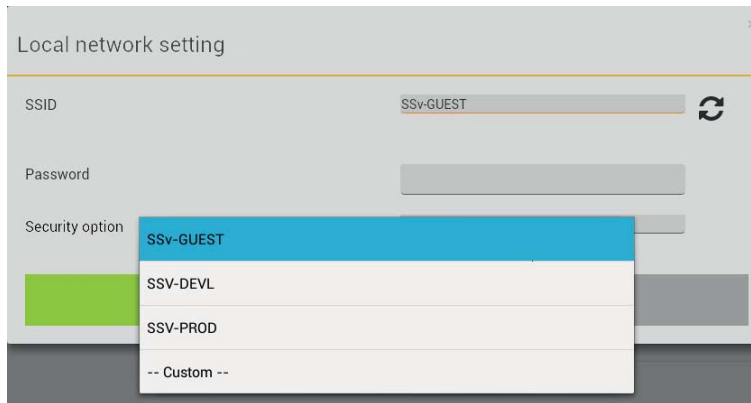 Local network setting
SSID
SSv-GUEST
Password
Security option
SSv-GUEST
SSV-DEVL
SSV-PROD
-- Custom --